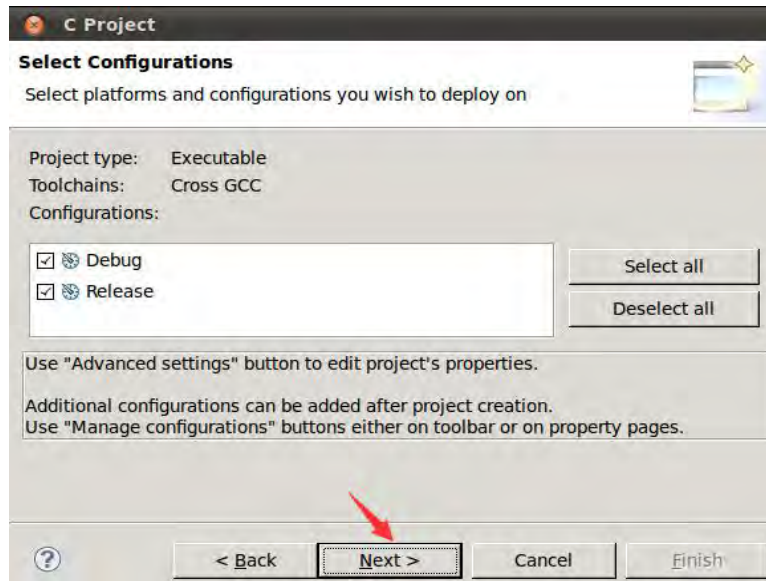 C Project
Select Configurations
Select platforms and configurations you wish to deploy on
Project type: Executable
Toolchains: Cross GCC
Configurations:
Debug
Release
Select all
Deselect all
Use "Advanced settings" button to edit project's properties.
Additional configurations can be added after project creation.
Use "Manage configurations" buttons either on toolbar or on property pages.
?
< Back
Next >
Cancel
Finish